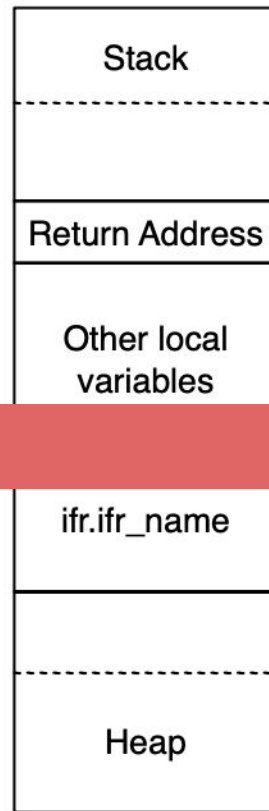 Stack
Return Address
Other local
variables
ifr.ifr_name
Heap